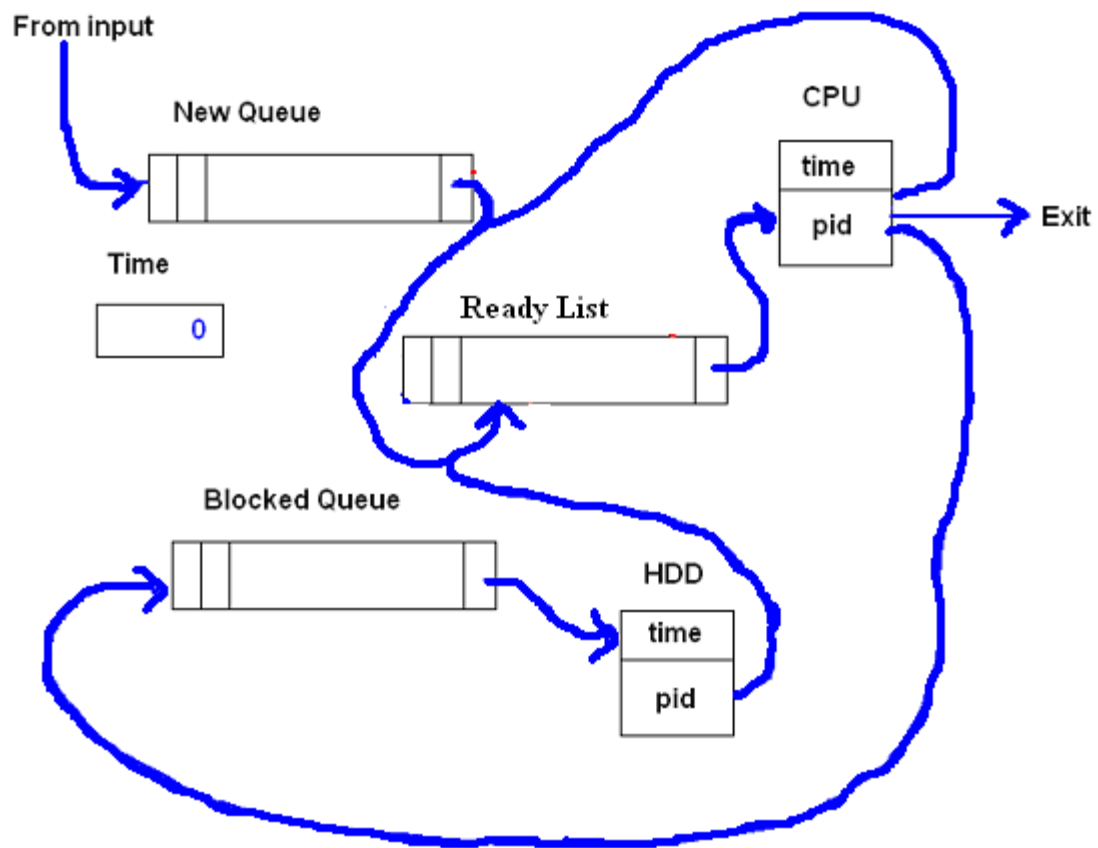 From input
New Queue
CPU
time
pid
Exit
Time
0
Ready List
Blocked Queue
HDD
time
pid